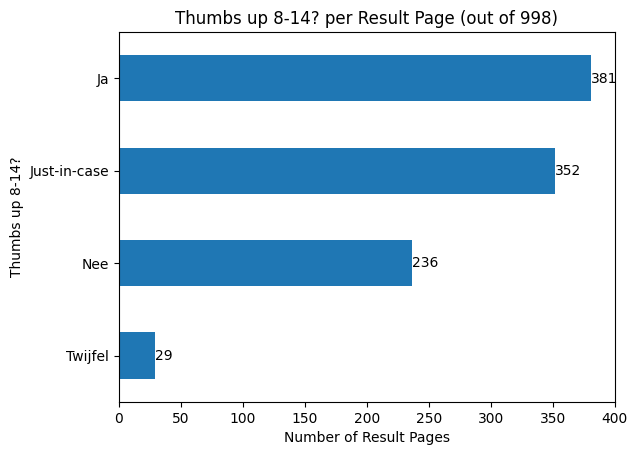 Thumbs up 8-14? per Result Page (out of 998)
Thumbs up 8-14?
Ja
381
Just-in-case
352
Nee
236
Twijfel
29
0 50 100 150 200 250 300 350 400
Number of Result Pages